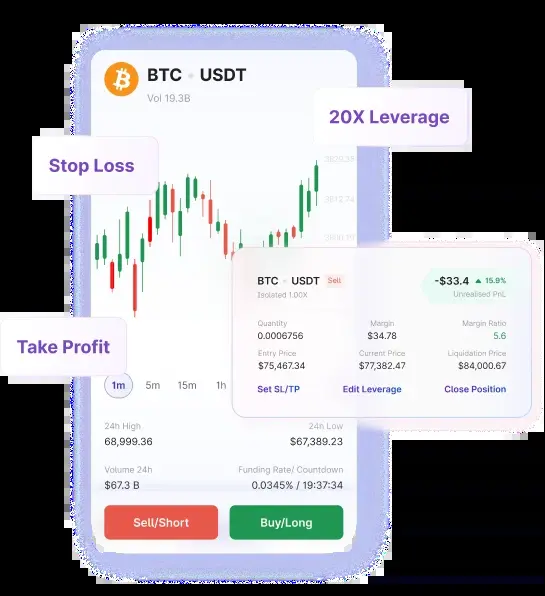 BTC • USDT
Vol 19.3B
20X Leverage
Stop Loss
3812.74
BTC • USDT Sell
Isolated 1.00X
-$33.4 ▲ 15.9%
Unrealised PnL
Quantity Margin Margin Ratio
0.0006756 $34.78 5.6
Entry Price Current Price Liquidation Price
$75,467.34 $77,382.47 $84,000.67
Set SL/TP Edit Leverage Close Position
Take Profit
1m 5m 15m 1h
24h High 24h Low
68,999.36 $67,389.23
Volume 24h Funding Rate/ Countdown
$67.3 B 0.0345% / 19:37:34
Sell/Short Buy/Long